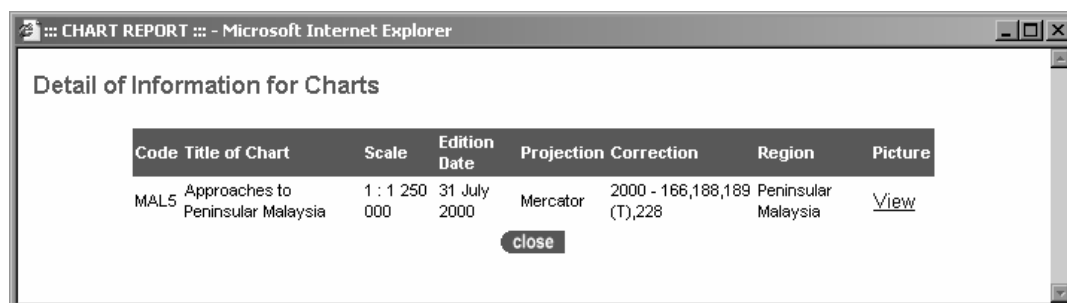 ::: CHART REPORT ::: - Microsoft Internet Explorer
Detail of Information for Charts
Code Title of Chart Scale Edition Date Projection Correction Region Picture
MAL5 Approaches to Peninsular Malaysia 1 : 1 250 000 31 July 2000 Mercator 2000 - 166,188,189 (T),228 Peninsular Malaysia View
close